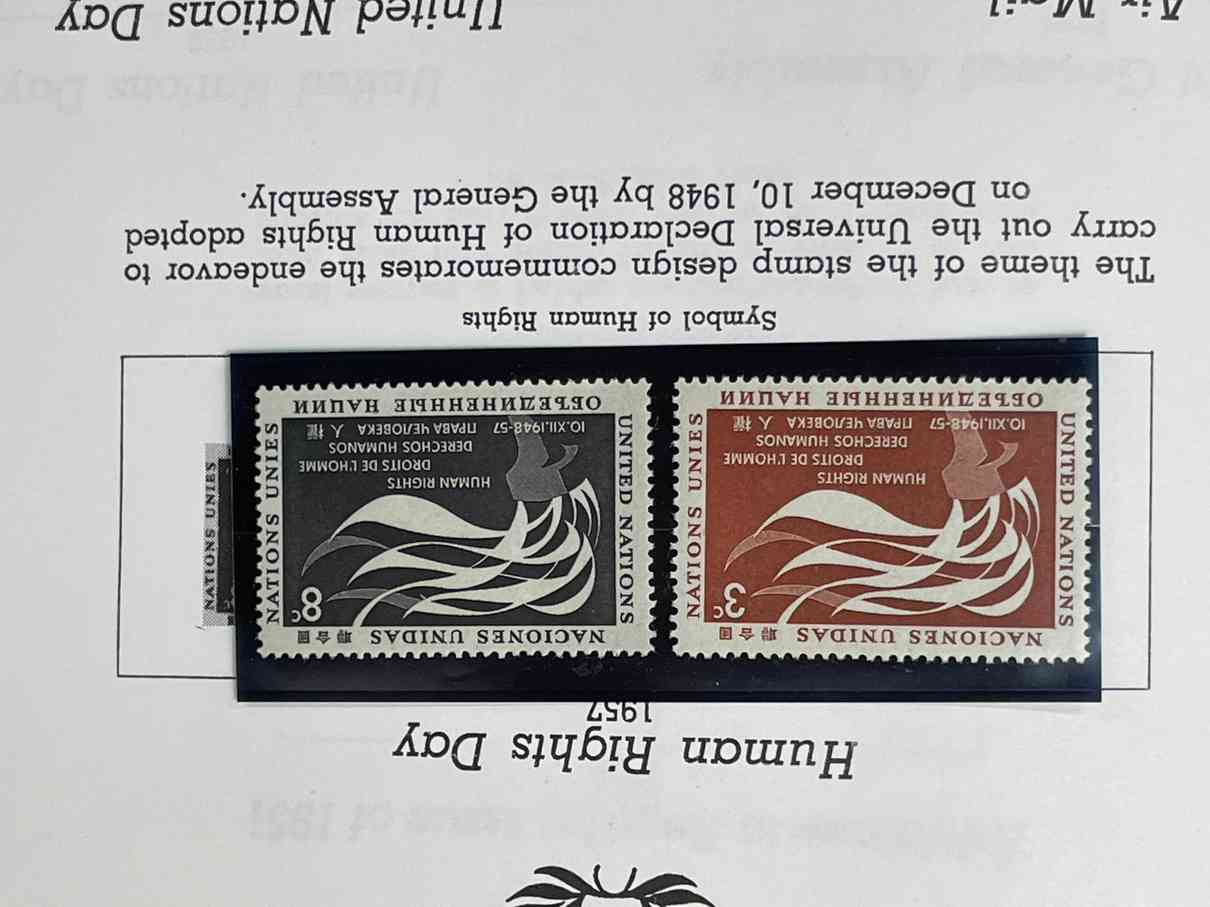 Human Rights Day
1957
NACIONES UNIDAS 聯合國
UNITED NATIONS
3c
NATIONS UNIES
HUMAN RIGHTS
DROITS DE L'HOMME
DERECHOS HUMANOS
10.XII.1948-57 ПРАВА ЧЕЛОВЕКА 人權
ОБЪЕДИНЕННЫЕ НАЦИИ
NACIONES UNIDAS 聯合國
UNITED NATIONS
8c
NATIONS UNIES
HUMAN RIGHTS
DROITS DE L'HOMME
DERECHOS HUMANOS
10.XII.1948-57 ПРАВА ЧЕЛОВЕКА 人權
ОБЪЕДИНЕННЫЕ НАЦИИ
NATIONS UNIES
Symbol of Human Rights
The theme of the stamp design commemorates the endeavor to
carry out the Universal Declaration of Human Rights adopted
on December 10, 1948 by the General Assembly.
Air Mail
United Nations Day